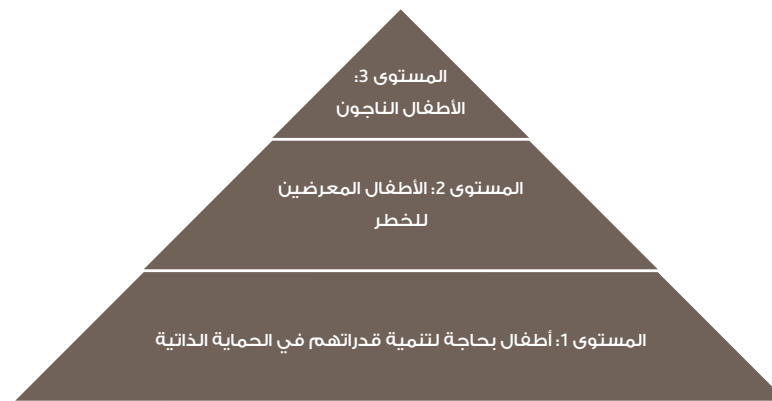 المستوى 3:
الأطفال الناجون
المستوى 2: الأطفال المعرضين
للخطر
المستوى 1: أطفال بحاجة لتنمية قدراتهم في الحماية الذاتية